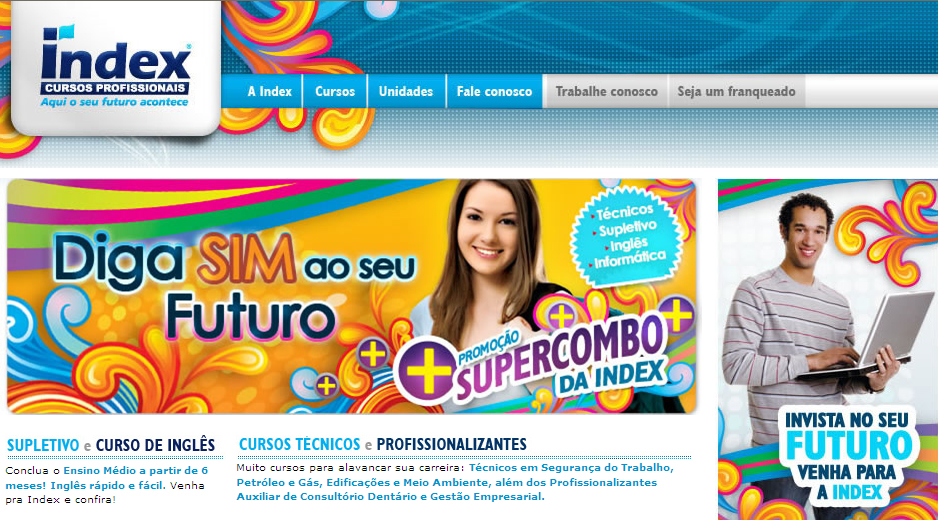 index®
CURSOS PROFISSIONAIS
Aqui o seu futuro acontece
A Index
Cursos
Unidades
Fale conosco
Trabalhe conosco
Seja um franqueado
Diga SIM ao seu
Futuro
Técnicos
Supletivo
Inglês
Informática
+ PROMOÇÃO
SUPERCOMBO
DA INDEX
INVISTA NO SEU
FUTURO
VENHA PARA
A INDEX
SUPLETIVO e CURSO DE INGLÊS
Conclua o Ensino Médio a partir de 6
meses! Inglês rápido e fácil. Venha
pra Index e confira!
CURSOS TÉCNICOS e PROFISSIONALIZANTES
Muito cursos para alavancar sua carreira: Técnicos em Segurança do Trabalho,
Petróleo e Gás, Edificações e Meio Ambiente, além dos Profissionalizantes
Auxiliar de Consultório Dentário e Gestão Empresarial.